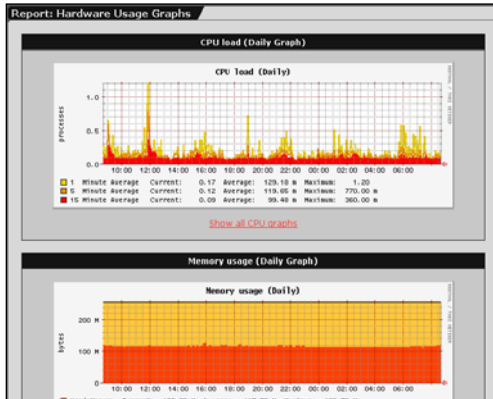 Report: Hardware Usage Graphs
CPU load (Daily Graph)
CPU load (Daily)
processes
1.0
0.5
0.0
10:00 12:00 14:00 16:00 18:00 20:00 22:00 00:00 02:00 04:00 06:00
1 Minute Average Current: 0.17 Average: 129.18 m Maximum: 1.20
5 Minute Average Current: 0.12 Average: 119.65 m Maximum: 770.00 m
15 Minute Average Current: 0.09 Average: 99.48 m Maximum: 360.00 m
Show all CPU graphs
Memory usage (Daily Graph)
Memory usage (Daily)
bytes
200 M
100 M
0
10:00 12:00 14:00 16:00 18:00 20:00 22:00 00:00 02:00 04:00 06:00